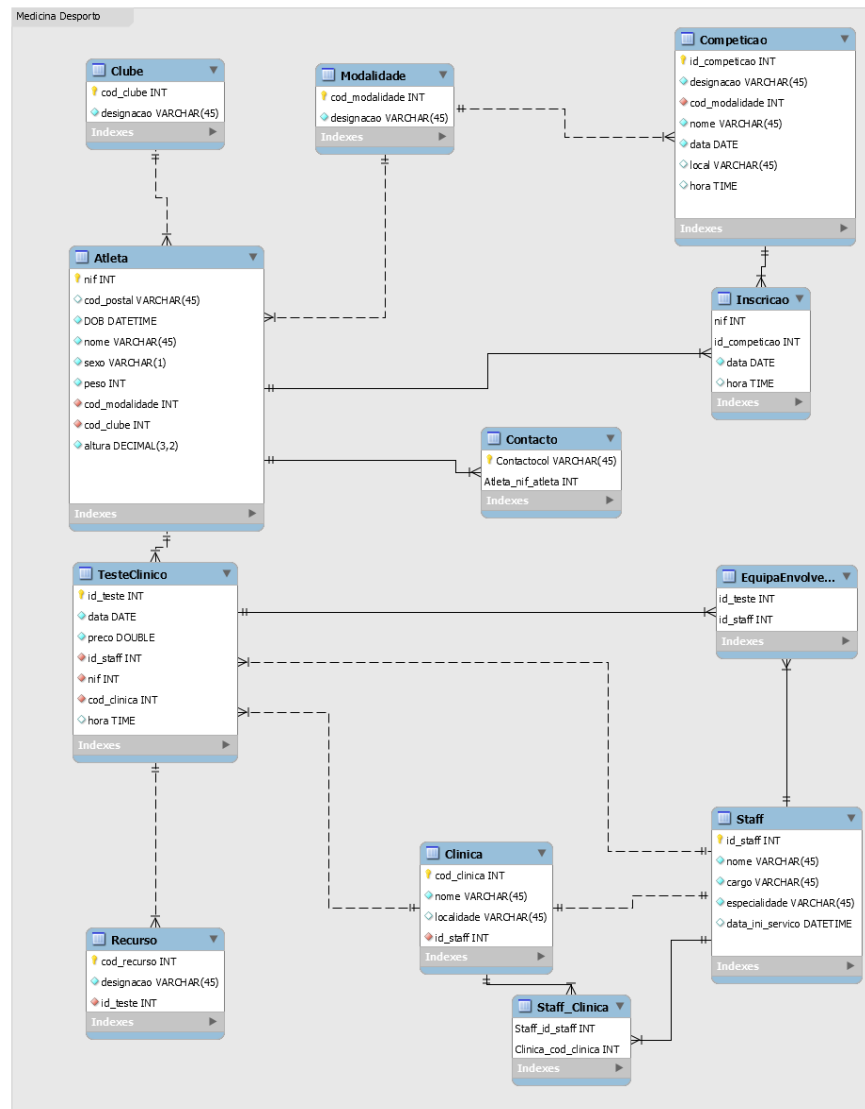 Medicina Desporto
Clube
cod_clube INT
designacao VARCHAR(45)
Indexes
Modalidade
cod_modalidade INT
designacao VARCHAR(45)
Indexes
Competicao
id_competicao INT
designacao VARCHAR(45)
cod_modalidade INT
nome VARCHAR(45)
data DATE
local VARCHAR(45)
hora TIME
Indexes
Atleta
nif INT
cod_postal VARCHAR(45)
DOB DATETIME
nome VARCHAR(45)
sexo VARCHAR(1)
peso INT
cod_modalidade INT
cod_clube INT
altura DECIMAL(3,2)
Indexes
Inscricao
nif INT
id_competicao INT
data DATE
hora TIME
Indexes
Contacto
Contactocol VARCHAR(45)
Atleta_nif_atleta INT
Indexes
TesteClinico
id_teste INT
data DATE
preco DOUBLE
id_staff INT
nif INT
cod_clinica INT
hora TIME
Indexes
EquipaEnvolve...
id_teste INT
id_staff INT
Indexes
Staff
id_staff INT
nome VARCHAR(45)
cargo VARCHAR(45)
especialidade VARCHAR(45)
data_ini_servico DATETIME
Indexes
Clinica
cod_clinica INT
nome VARCHAR(45)
localidade VARCHAR(45)
id_staff INT
Indexes
Recurso
cod_recurso INT
designacao VARCHAR(45)
id_teste INT
Indexes
Staff_Clinica
Staff_id_staff INT
Clinica_cod_clinica INT
Indexes